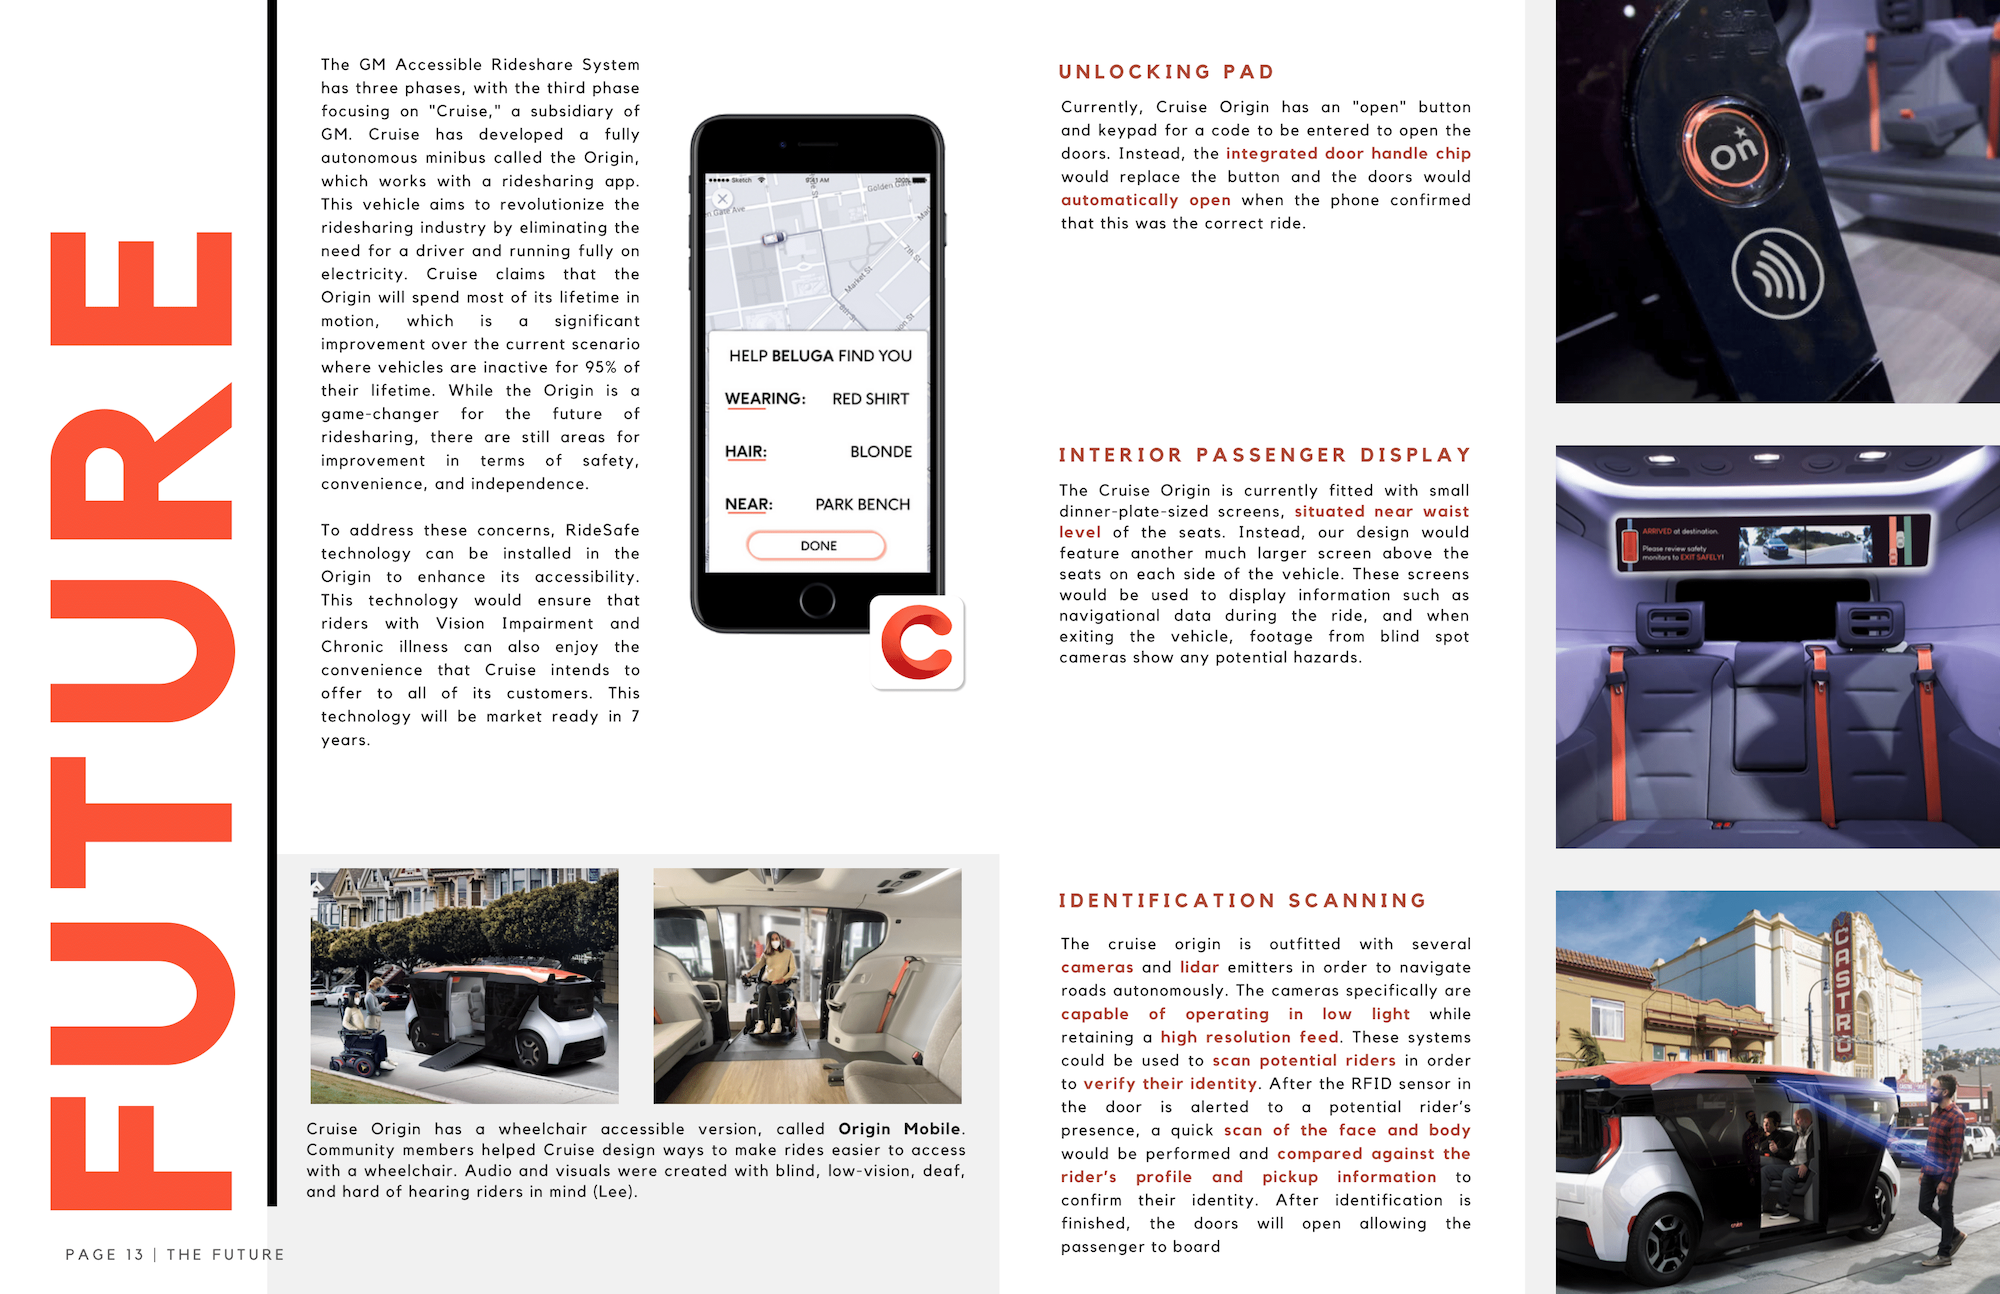 FUTURE
The GM Accessible Rideshare System
has three phases, with the third phase
focusing on "Cruise," a subsidiary of
GM. Cruise has developed a fully
autonomous minibus called the Origin,
which works with a ridesharing app.
This vehicle aims to revolutionize the
ridesharing industry by eliminating the
need for a driver and running fully on
electricity. Cruise claims that the
Origin will spend most of its lifetime in
motion, which is a significant
improvement over the current scenario
where vehicles are inactive for 95% of
their lifetime. While the Origin is a
game-changer for the future of
ridesharing, there are still areas for
improvement in terms of safety,
convenience, and independence.
To address these concerns, RideSafe
technology can be installed in the
Origin to enhance its accessibility.
This technology would ensure that
riders with Vision Impairment and
Chronic illness can also enjoy the
convenience that Cruise intends to
offer to all of its customers. This
technology will be market ready in 7
years.
Sketch
9:41 AM
100%
Golden Gate
n Gate Ave
7th St
Market St
8th St
HELP BELUGA FIND YOU
WEARING: RED SHIRT
HAIR: BLONDE
NEAR: PARK BENCH
DONE
Cruise Origin has a wheelchair accessible version, called Origin Mobile.
Community members helped Cruise design ways to make rides easier to access
with a wheelchair. Audio and visuals were created with blind, low-vision, deaf,
and hard of hearing riders in mind (Lee).
PAGE 13 | THE FUTURE
UNLOCKING PAD
Currently, Cruise Origin has an "open" button
and keypad for a code to be entered to open the
doors. Instead, the integrated door handle chip
would replace the button and the doors would
automatically open when the phone confirmed
that this was the correct ride.
INTERIOR PASSENGER DISPLAY
The Cruise Origin is currently fitted with small
dinner-plate-sized screens, situated near waist
level of the seats. Instead, our design would
feature another much larger screen above the
seats on each side of the vehicle. These screens
would be used to display information such as
navigational data during the ride, and when
exiting the vehicle, footage from blind spot
cameras show any potential hazards.
IDENTIFICATION SCANNING
The cruise origin is outfitted with several
cameras and lidar emitters in order to navigate
roads autonomously. The cameras specifically are
capable of operating in low light while
retaining a high resolution feed. These systems
could be used to scan potential riders in order
to verify their identity. After the RFID sensor in
the door is alerted to a potential rider's
presence, a quick scan of the face and body
would be performed and compared against the
rider's profile and pickup information to
confirm their identity. After identification is
finished, the doors will open allowing the
passenger to board
On
ARRIVED at destination.
Please review safety
monitors to EXIT SAFELY!
CASTRO
cruise